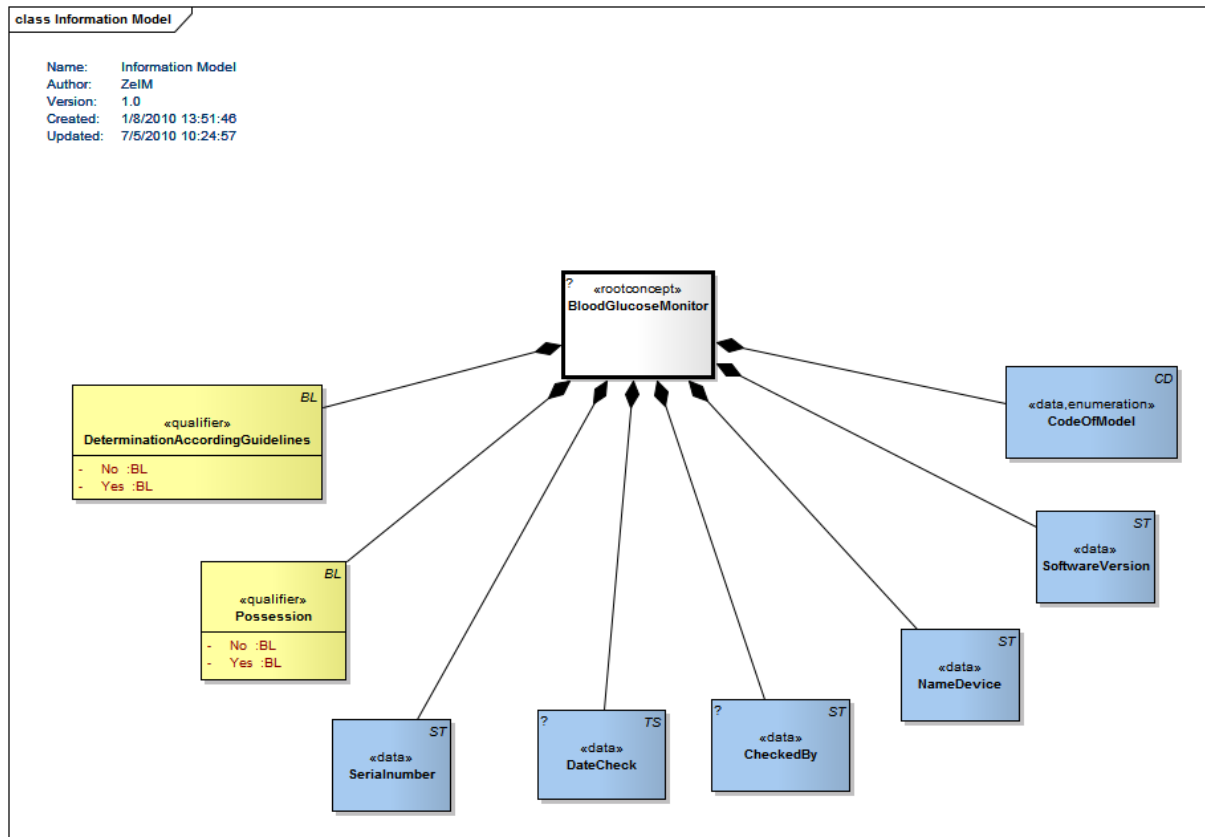 class Information Model
Name: Information Model
Author: ZeIM
Version: 1.0
Created: 1/8/2010 13:51:46
Updated: 7/5/2010 10:24:57
?
«rootconcept»
BloodGlucoseMonitor
BL
«qualifier»
DeterminationAccordingGuidelines
- No :BL
- Yes :BL
CD
«data,enumeration»
CodeOfModel
BL
«qualifier»
Possession
- No :BL
- Yes :BL
ST
«data»
SoftwareVersion
ST
«data»
Serialnumber
? TS
«data»
DateCheck
? ST
«data»
CheckedBy
ST
«data»
NameDevice